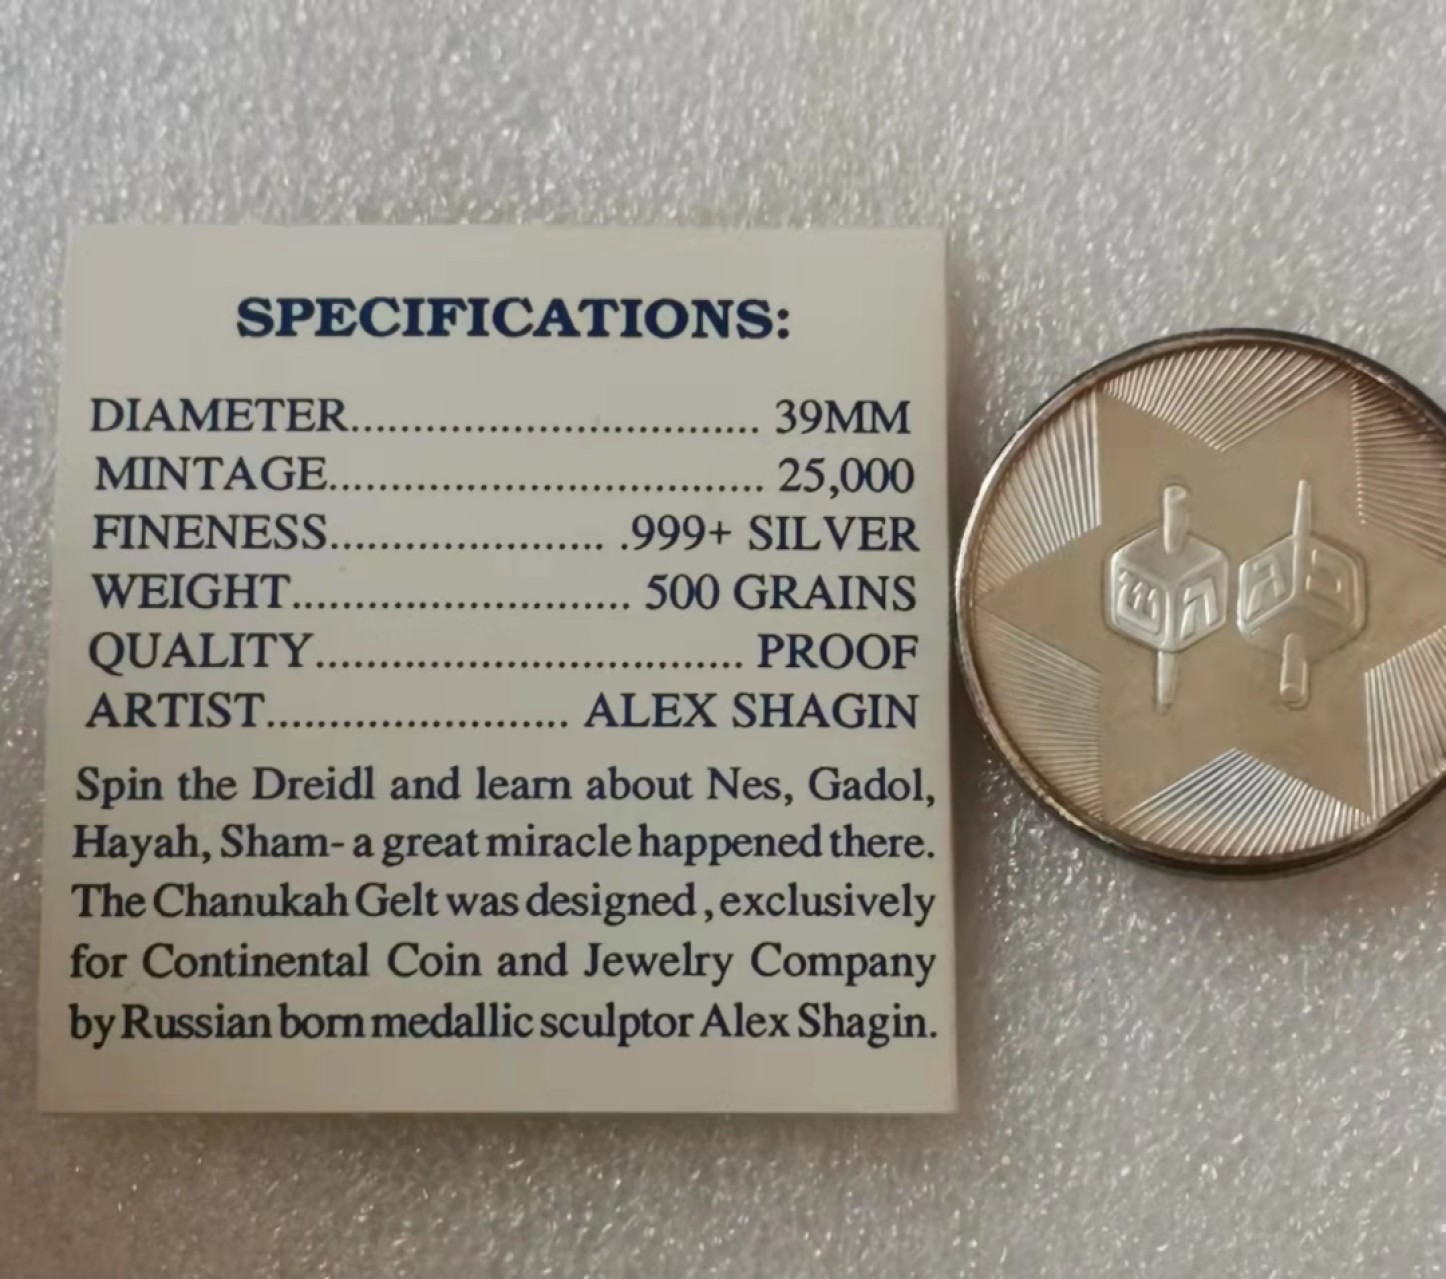 SPECIFICATIONS:
DIAMETER................................. 39MM
MINTAGE................................... 25,000
FINENESS...................... .999+ SILVER
WEIGHT........................... 500 GRAINS
QUALITY.................................. PROOF
ARTIST........................ ALEX SHAGIN
Spin the Dreidl and learn about Nes, Gadol,
Hayah, Sham- a great miracle happened there.
The Chanukah Gelt was designed, exclusively
for Continental Coin and Jewelry Company
by Russian born medallic sculptor Alex Shagin.
ש ה ג נ